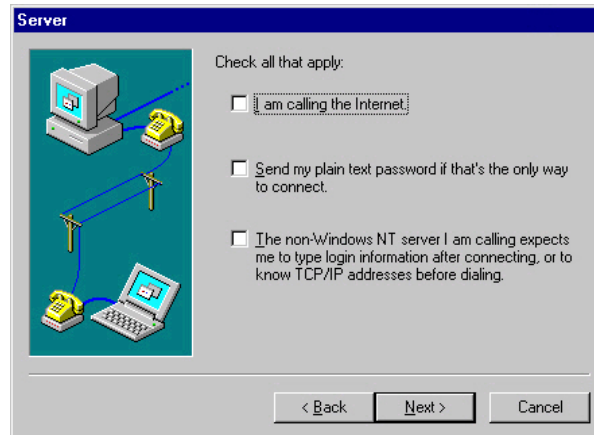 Server
Check all that apply:
I am calling the Internet.
Send my plain text password if that's the only way
to connect.
The non-Windows NT server I am calling expects
me to type login information after connecting, or to
know TCP/IP addresses before dialing.
< Back
Next >
Cancel